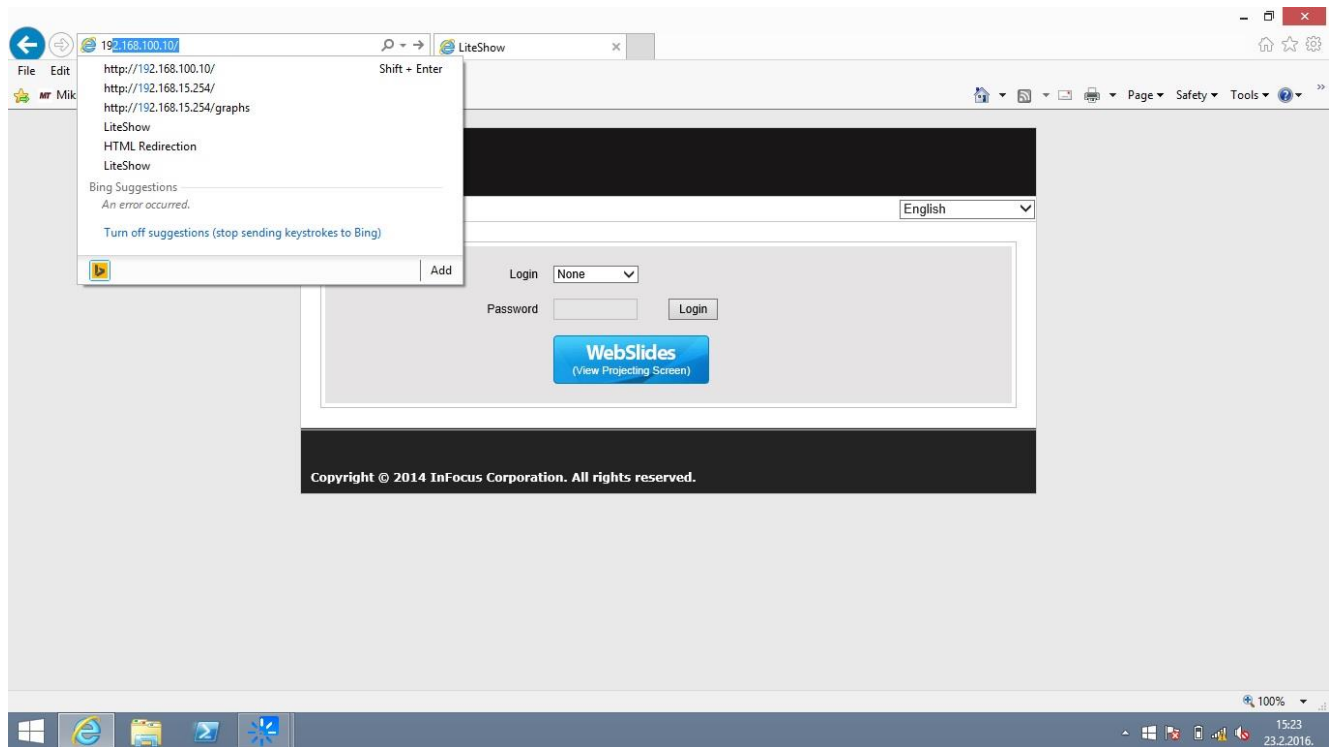 192.168.100.10/
LiteShow
File Edit
http://192.168.100.10/ Shift + Enter
http://192.168.15.254/
http://192.168.15.254/graphs
LiteShow
HTML Redirection
LiteShow
Bing Suggestions
An error occurred.
Turn off suggestions (stop sending keystrokes to Bing)
Add
MT Mik
Page Safety Tools
English
Login None
Password Login
WebSlides
(View Projecting Screen)
Copyright © 2014 InFocus Corporation. All rights reserved.
100%
15:23
23.2.2016.